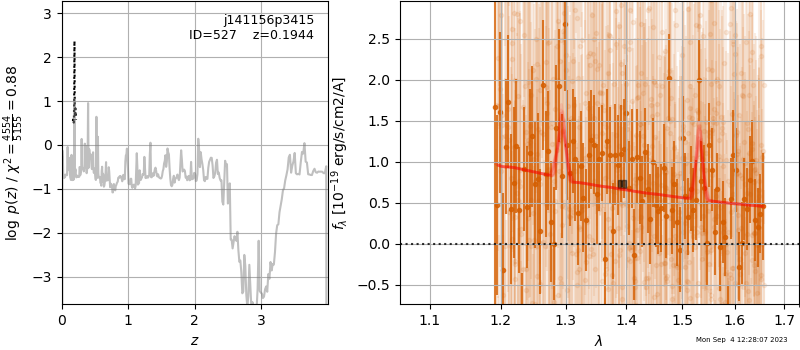 j141156p3415
ID=527 z=0.1944
log p(z) / χ² = 4554/5155 = 0.88
3
2
1
0
−1
−2
−3
0 1 2 3
z
fλ [10⁻¹⁹ erg/s/cm2/A]
2.5
2.0
1.5
1.0
0.5
0.0
−0.5
1.1 1.2 1.3 1.4 1.5 1.6 1.7
λ
Mon Sep 4 12:28:07 2023